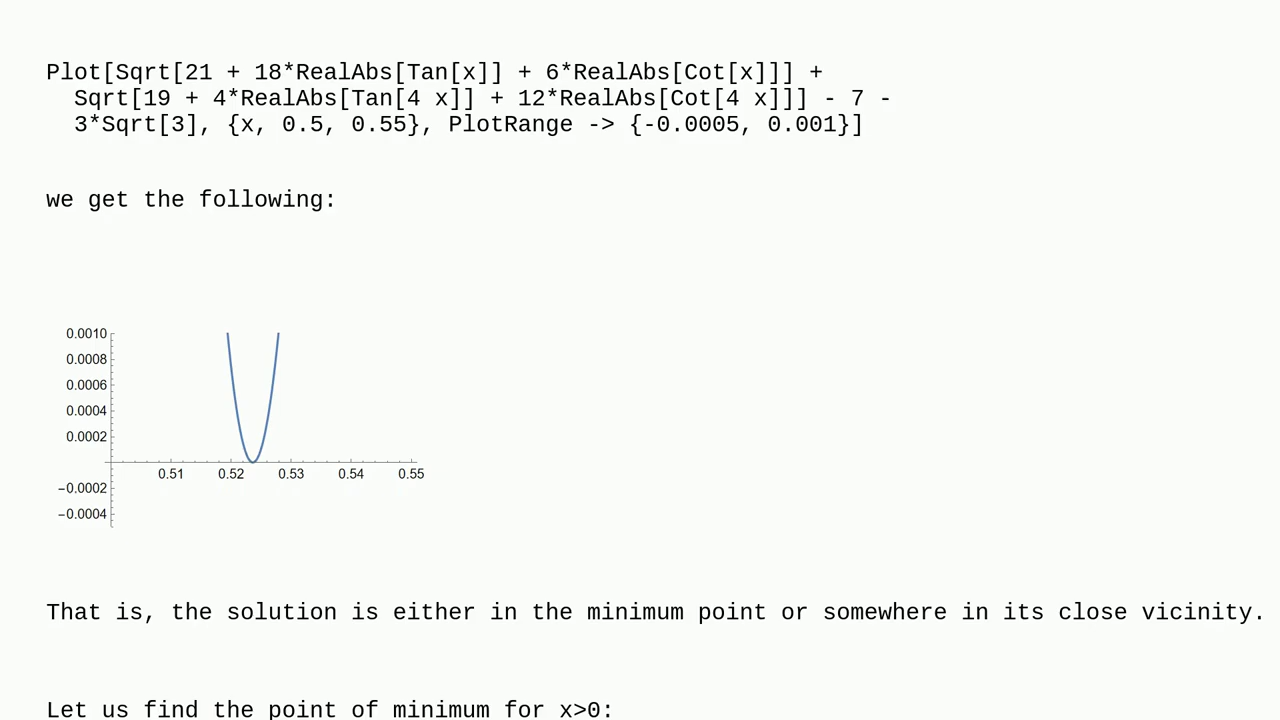 Plot[Sqrt[21 + 18*RealAbs[Tan[x]] + 6*RealAbs[Cot[x]]] +
Sqrt[19 + 4*RealAbs[Tan[4 x]] + 12*RealAbs[Cot[4 x]]] - 7 -
3*Sqrt[3], {x, 0.5, 0.55}, PlotRange -> {-0.0005, 0.001}]
we get the following:
0.0010
0.0008
0.0006
0.0004
0.0002
0.51 0.52 0.53 0.54 0.55
−0.0002
−0.0004
That is, the solution is either in the minimum point or somewhere in its close vicinity.
Let us find the point of minimum for x>0: